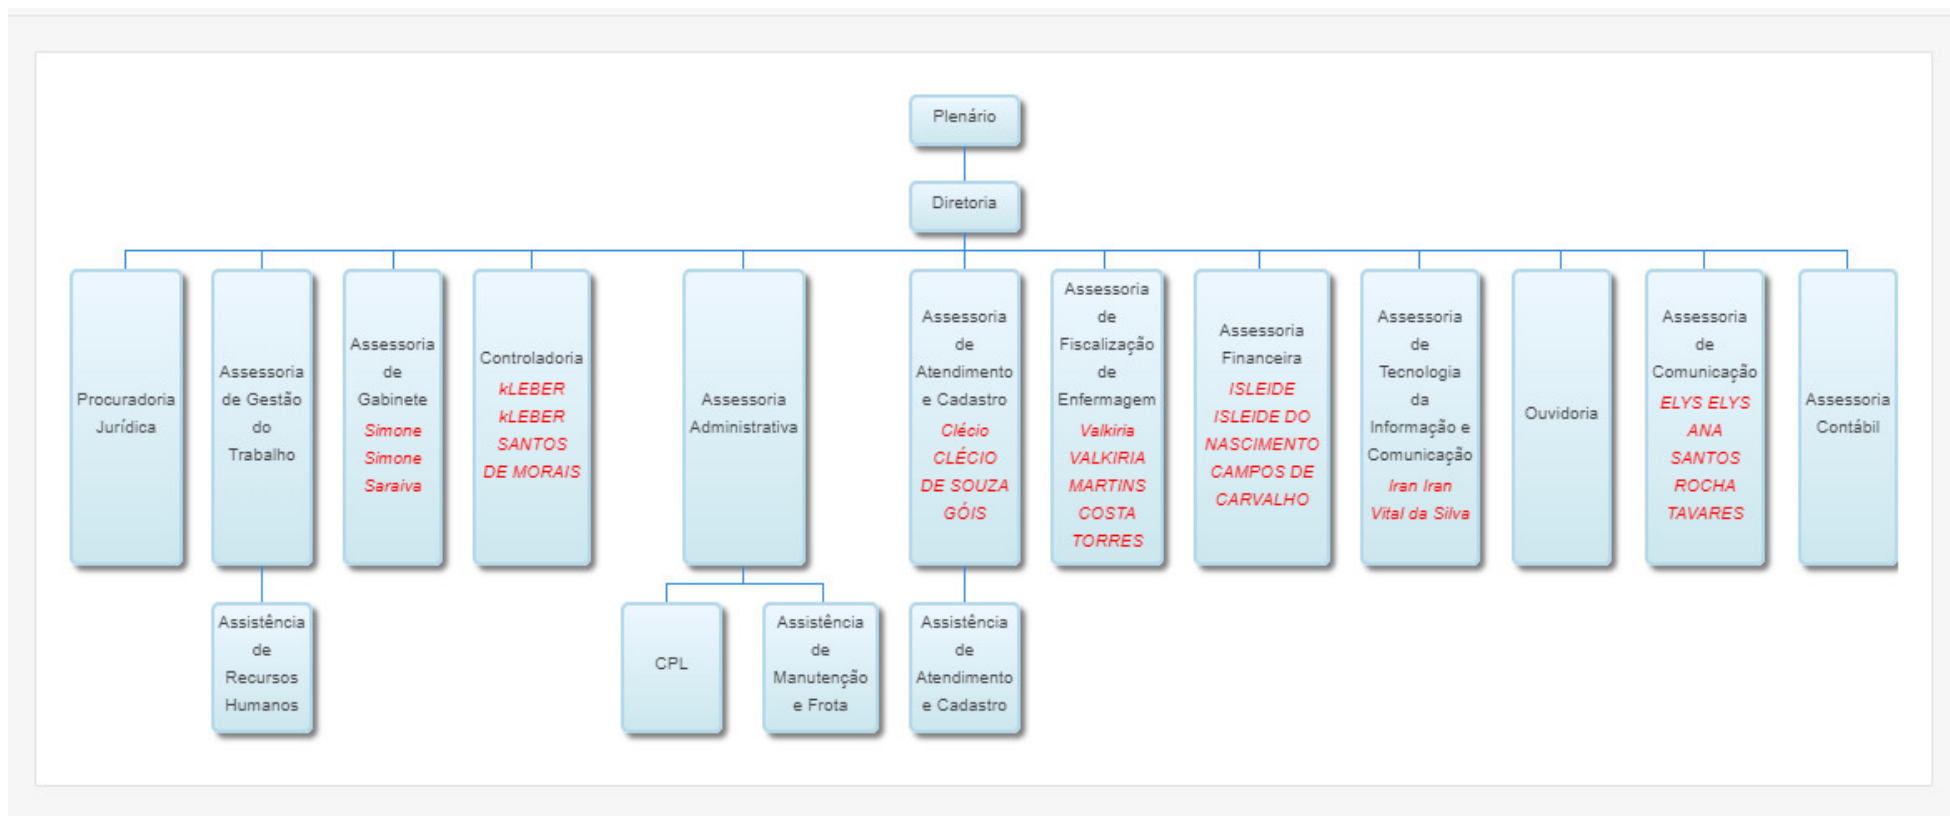 Plenário
Diretoria
Procuradoria
Jurídica
Assessoria
de Gestão
do
Trabalho
Assessoria
de
Gabinete
Simone
Simone
Saraiva
Controladoria
kLEBER
kLEBER
SANTOS
DE MORAIS
Assessoria
Administrativa
Assessoria
de
Atendimento
e Cadastro
Clécio
CLÉCIO
DE SOUZA
GÓIS
Assessoria
de
Fiscalização
de
Enfermagem
Valkiria
VALKIRIA
MARTINS
COSTA
TORRES
Assessoria
Financeira
ISLEIDE
ISLEIDE DO
NASCIMENTO
CAMPOS DE
CARVALHO
Assessoria
de
Tecnologia
da
Informação e
Comunicação
Iran Iran
Vital da Silva
Ouvidoria
Assessoria
de
Comunicação
ELYS ELYS
ANA
SANTOS
ROCHA
TAVARES
Assessoria
Contábil
Assistência
de
Recursos
Humanos
CPL
Assistência
de
Manutenção
e Frota
Assistência
de
Atendimento
e Cadastro